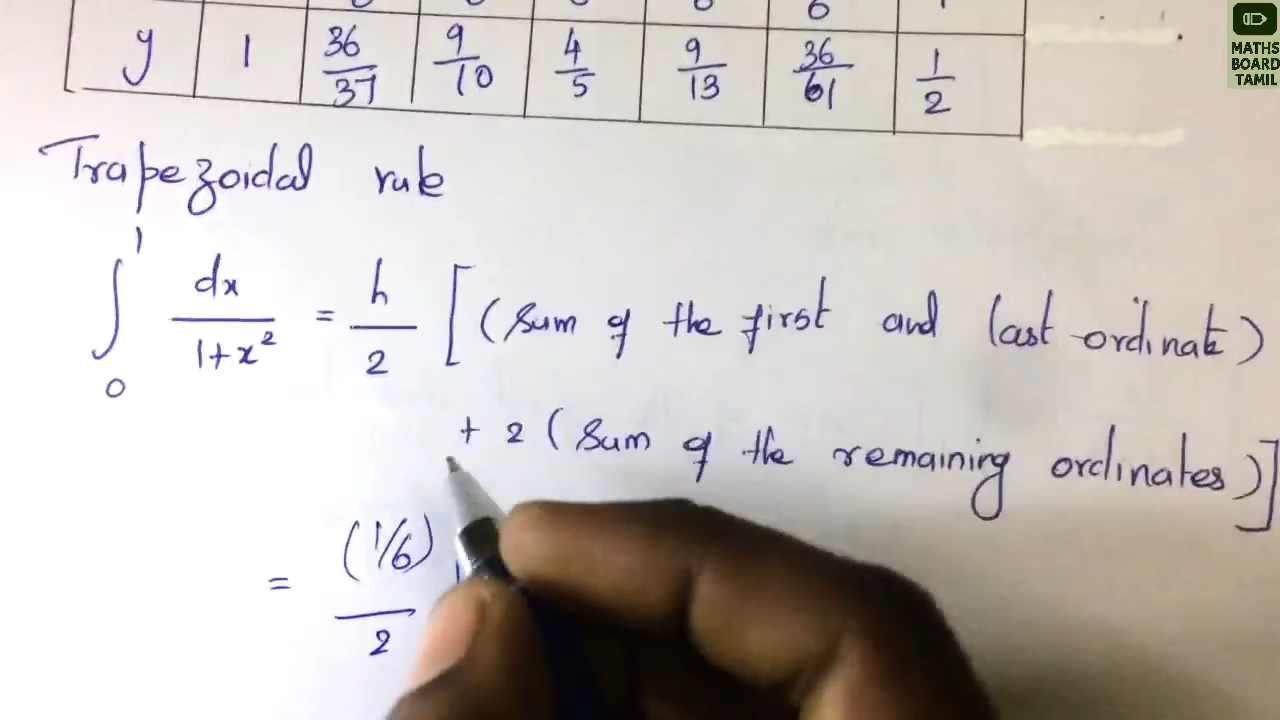 MATHS
BOARD
TAMIL
6
y 1 36/37 9/10 4/5 9/13 36/61 1/2
Trapezoidal rule
∫₀¹ dx/(1+x²) = h/2 [(Sum of the first and last ordinate)
+ 2 (Sum of the remaining ordinates)]
= (1/6)/2